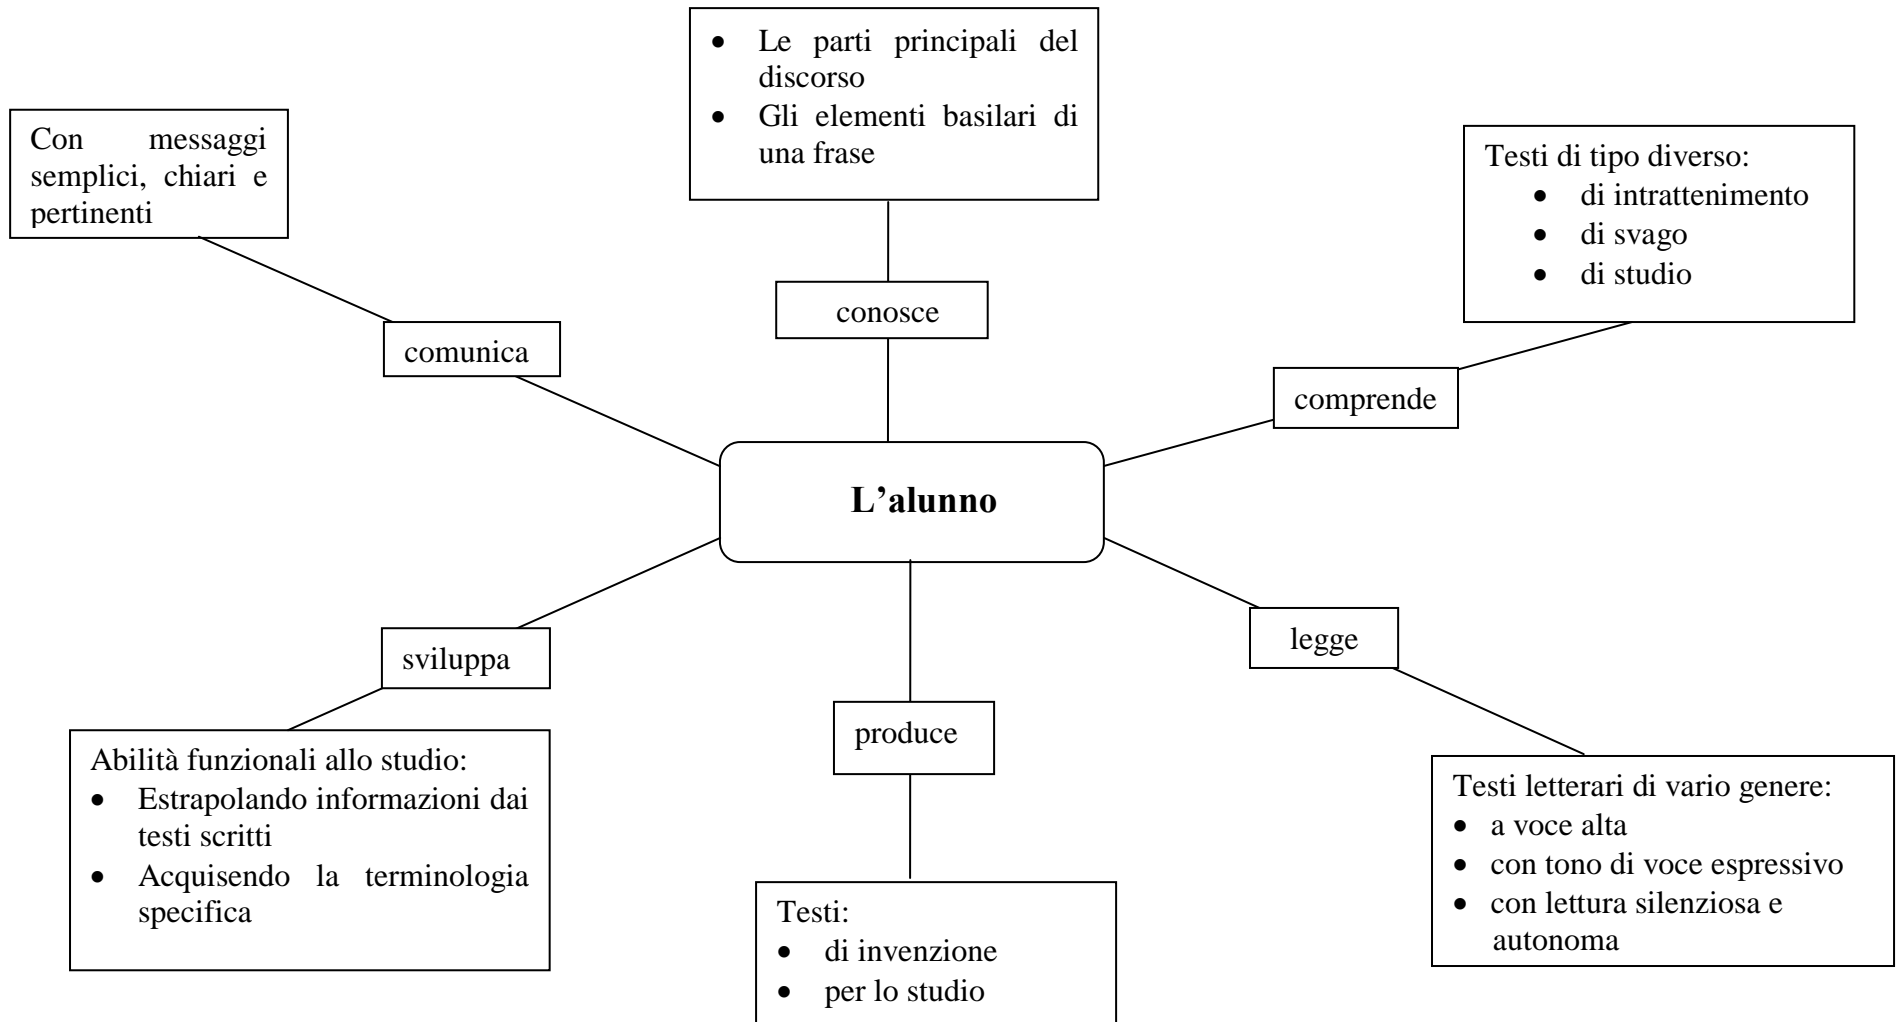 • Le parti principali del
discorso
• Gli elementi basilari di
una frase
Con messaggi
semplici, chiari e
pertinenti
Testi di tipo diverso:
• di intrattenimento
• di svago
• di studio
conosce
comunica
comprende
L’alunno
sviluppa
legge
produce
Abilità funzionali allo studio:
• Estrapolando informazioni dai
testi scritti
• Acquisendo la terminologia
specifica
Testi:
• di invenzione
• per lo studio
Testi letterari di vario genere:
• a voce alta
• con tono di voce espressivo
• con lettura silenziosa e
autonoma